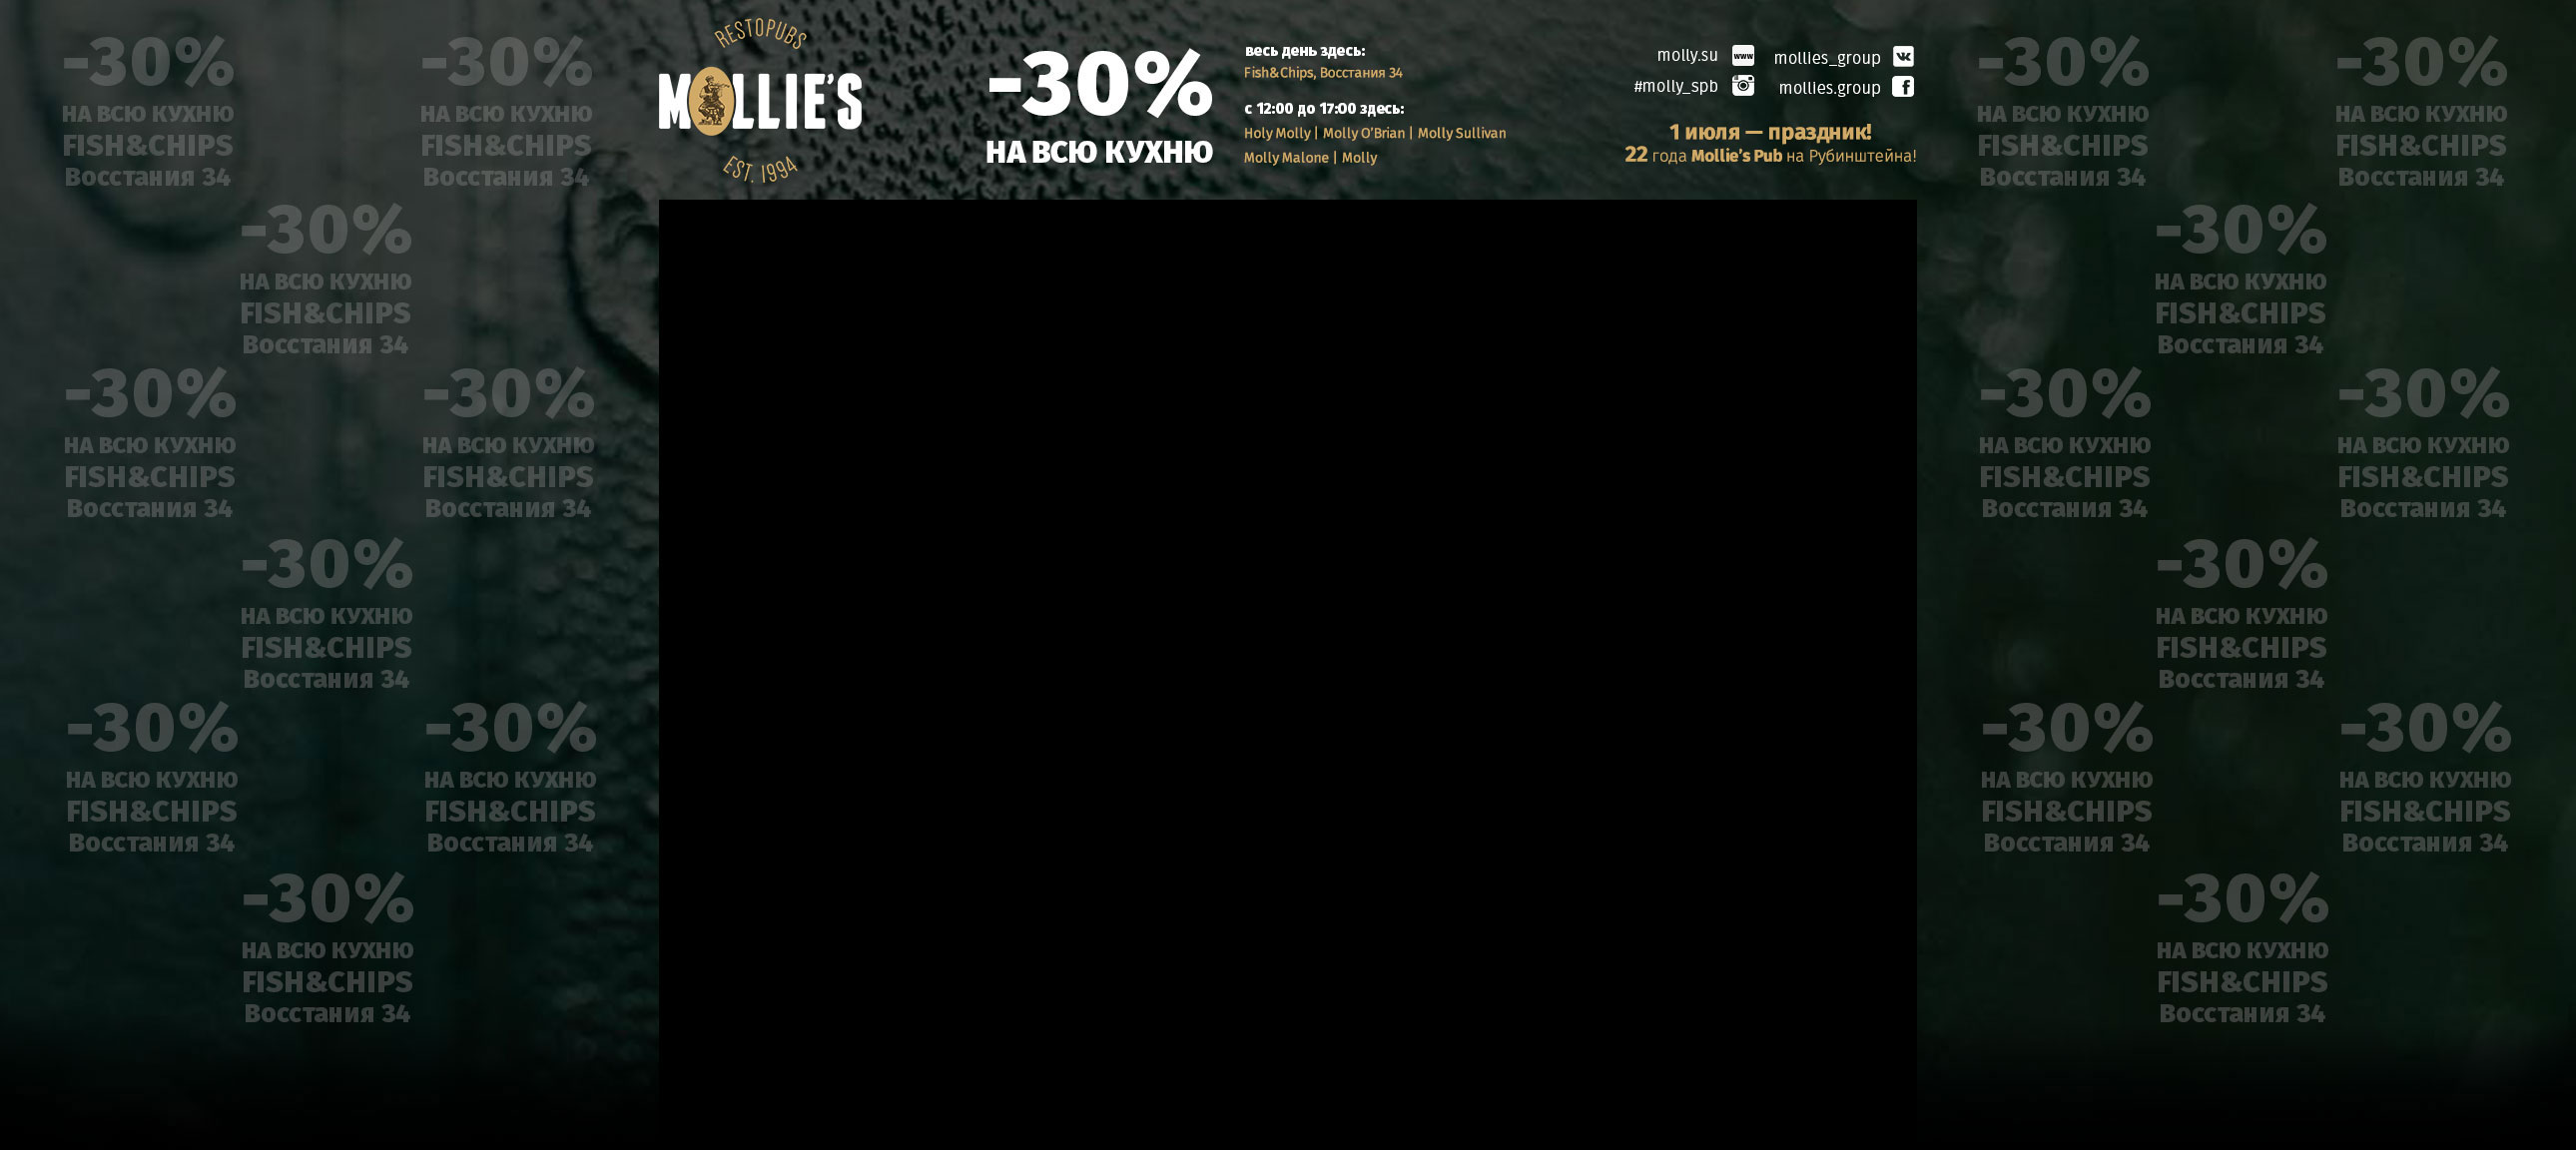 RESTOPUBS
MOLLIE'S
EST. 1994
-30%
НА ВСЮ КУХНЮ
весь день здесь:
Fish&Chips, Восстания 34
с 12:00 до 17:00 здесь:
Holy Molly | Molly O'Brian | Molly Sullivan
Molly Malone | Molly
molly.su www
mollies_group
#molly_spb
mollies.group
1 июля — праздник!
22 года Mollie's Pub на Рубинштейна!
-30%
НА ВСЮ КУХНЮ
FISH&CHIPS
Восстания 34
-30%
НА ВСЮ КУХНЮ
FISH&CHIPS
Восстания 34
-30%
НА ВСЮ КУХНЮ
FISH&CHIPS
Восстания 34
-30%
НА ВСЮ КУХНЮ
FISH&CHIPS
Восстания 34
-30%
НА ВСЮ КУХНЮ
FISH&CHIPS
Восстания 34
-30%
НА ВСЮ КУХНЮ
FISH&CHIPS
Восстания 34
-30%
НА ВСЮ КУХНЮ
FISH&CHIPS
Восстания 34
-30%
НА ВСЮ КУХНЮ
FISH&CHIPS
Восстания 34
-30%
НА ВСЮ КУХНЮ
FISH&CHIPS
Восстания 34
-30%
НА ВСЮ КУХНЮ
FISH&CHIPS
Восстания 34
-30%
НА ВСЮ КУХНЮ
FISH&CHIPS
Восстания 34
-30%
НА ВСЮ КУХНЮ
FISH&CHIPS
Восстания 34
-30%
НА ВСЮ КУХНЮ
FISH&CHIPS
Восстания 34
-30%
НА ВСЮ КУХНЮ
FISH&CHIPS
Восстания 34
-30%
НА ВСЮ КУХНЮ
FISH&CHIPS
Восстания 34
-30%
НА ВСЮ КУХНЮ
FISH&CHIPS
Восстания 34
-30%
НА ВСЮ КУХНЮ
FISH&CHIPS
Восстания 34
-30%
НА ВСЮ КУХНЮ
FISH&CHIPS
Восстания 34